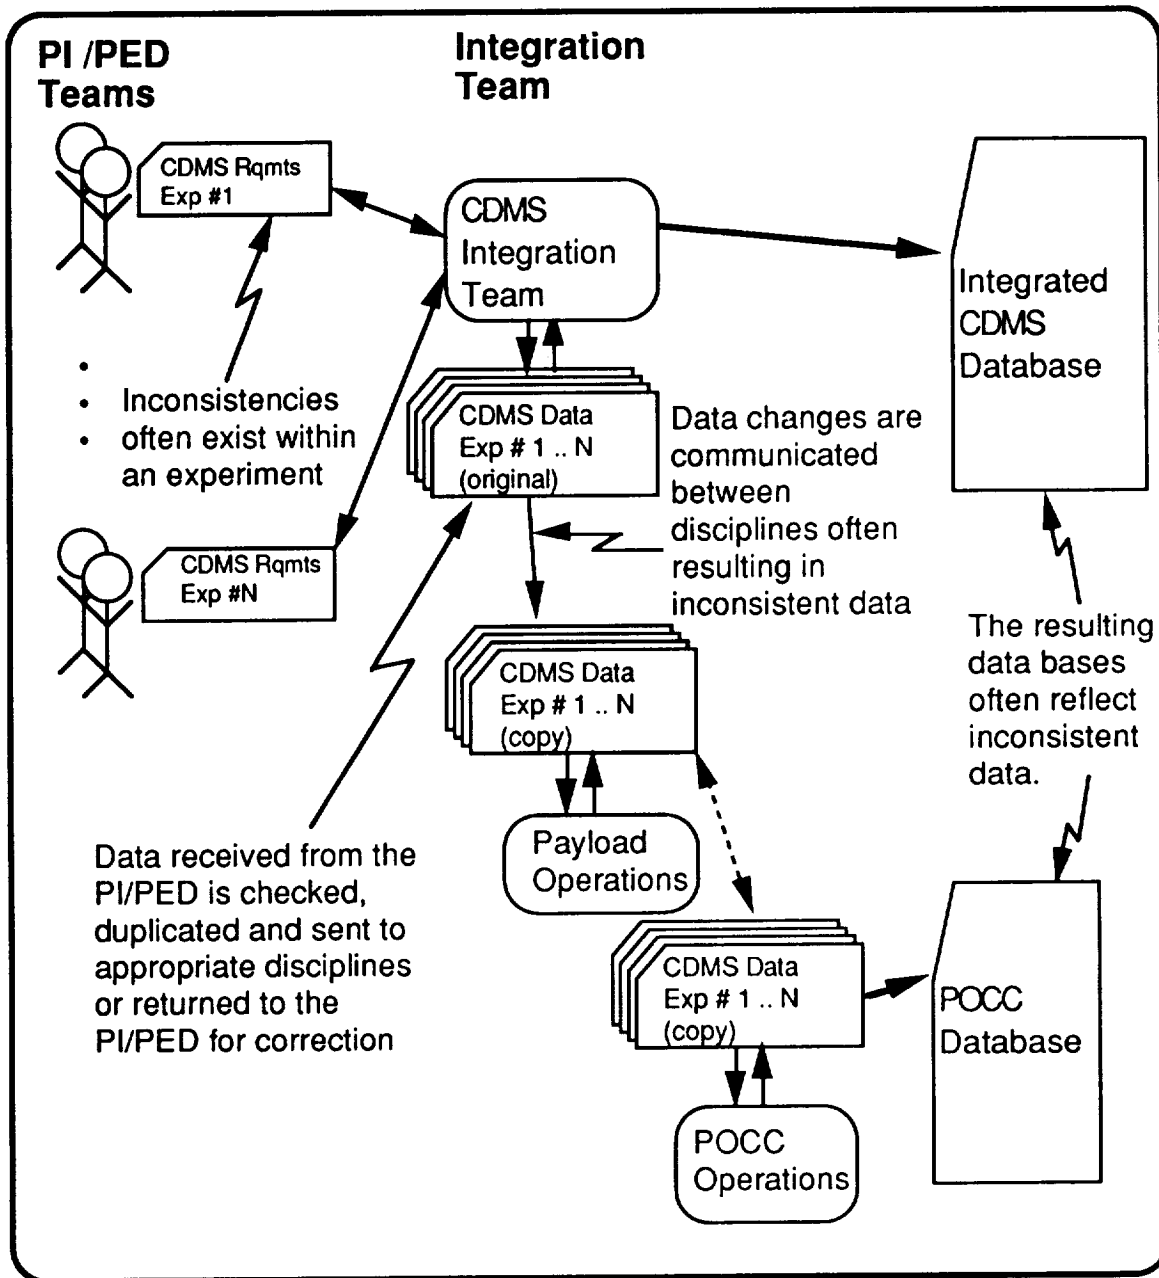 PI /PED
Teams
Integration
Team
CDMS Rqmts
Exp #1
CDMS
Integration
Team
Integrated
CDMS
Database
• Inconsistencies
• often exist within
an experiment
CDMS Data
Exp # 1 .. N
(original)
Data changes are
communicated
between
disciplines often
resulting in
inconsistent data
CDMS Rqmts
Exp #N
CDMS Data
Exp # 1 .. N
(copy)
The resulting
data bases
often reflect
inconsistent
data.
Payload
Operations
Data received from the
PI/PED is checked,
duplicated and sent to
appropriate disciplines
or returned to the
PI/PED for correction
CDMS Data
Exp # 1 .. N
(copy)
POCC
Database
POCC
Operations